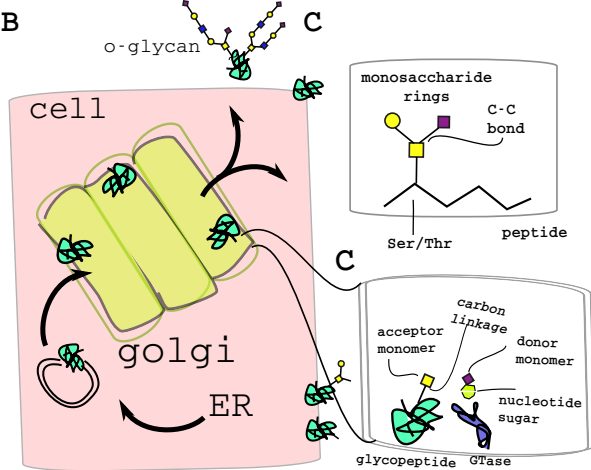 B
o-glycan
cell
golgi
ER
C
monosaccharide
rings
C-C
bond
Ser/Thr
peptide
C
carbon
linkage
acceptor
monomer
donor
monomer
nucleotide
sugar
glycopeptide
GTase